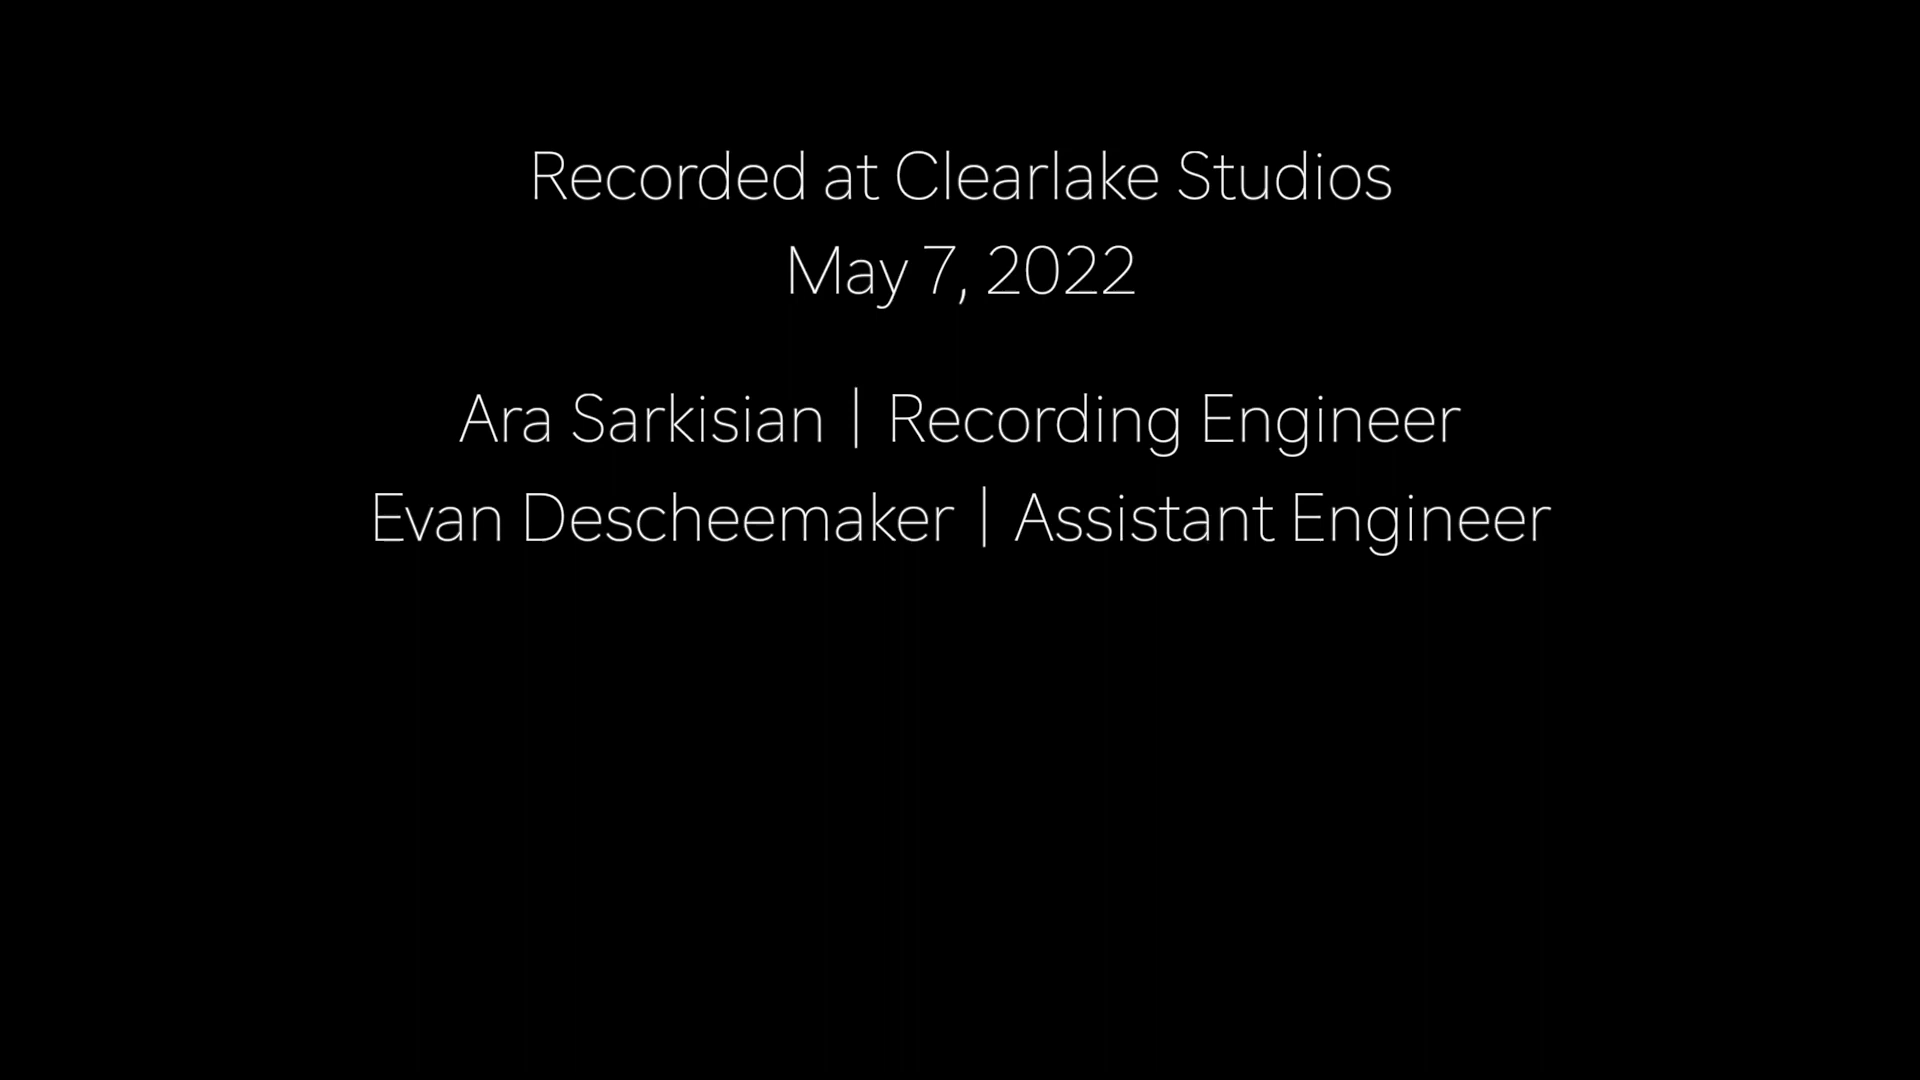 Recorded at Clearlake Studios
May 7, 2022
Ara Sarkisian | Recording Engineer
Evan Descheemaker | Assistant Engineer